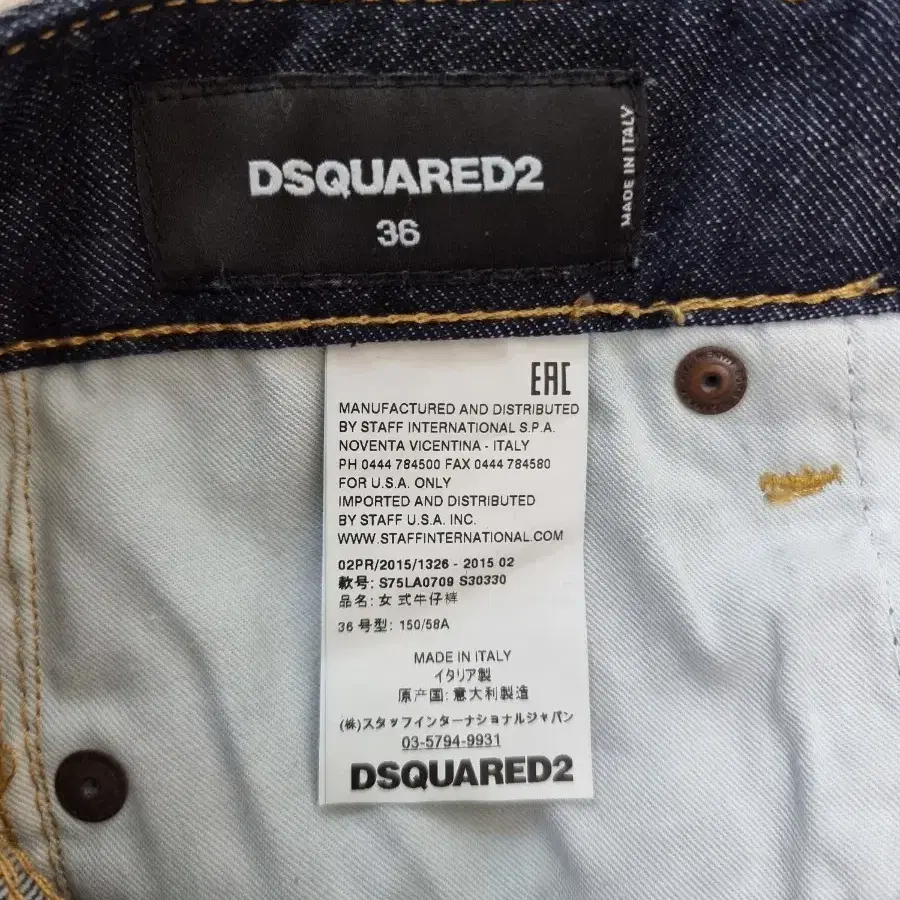 DSQUARED2
36
MADE IN ITALY
EAC
MANUFACTURED AND DISTRIBUTED
BY STAFF INTERNATIONAL S.P.A.
NOVENTA VICENTINA - ITALY
PH 0444 784500 FAX 0444 784580
FOR U.S.A. ONLY
IMPORTED AND DISTRIBUTED
BY STAFF U.S.A. INC.
WWW.STAFFINTERNATIONAL.COM
02PR/2015/1326 - 2015 02
款号: S75LA0709 S30330
品名: 女式牛仔裤
36 号型: 150/58A
MADE IN ITALY
イタリア製
原产国: 意大利製造
(株)スタッフインターナショナルジャパン
03-5794-9931
DSQUARED2